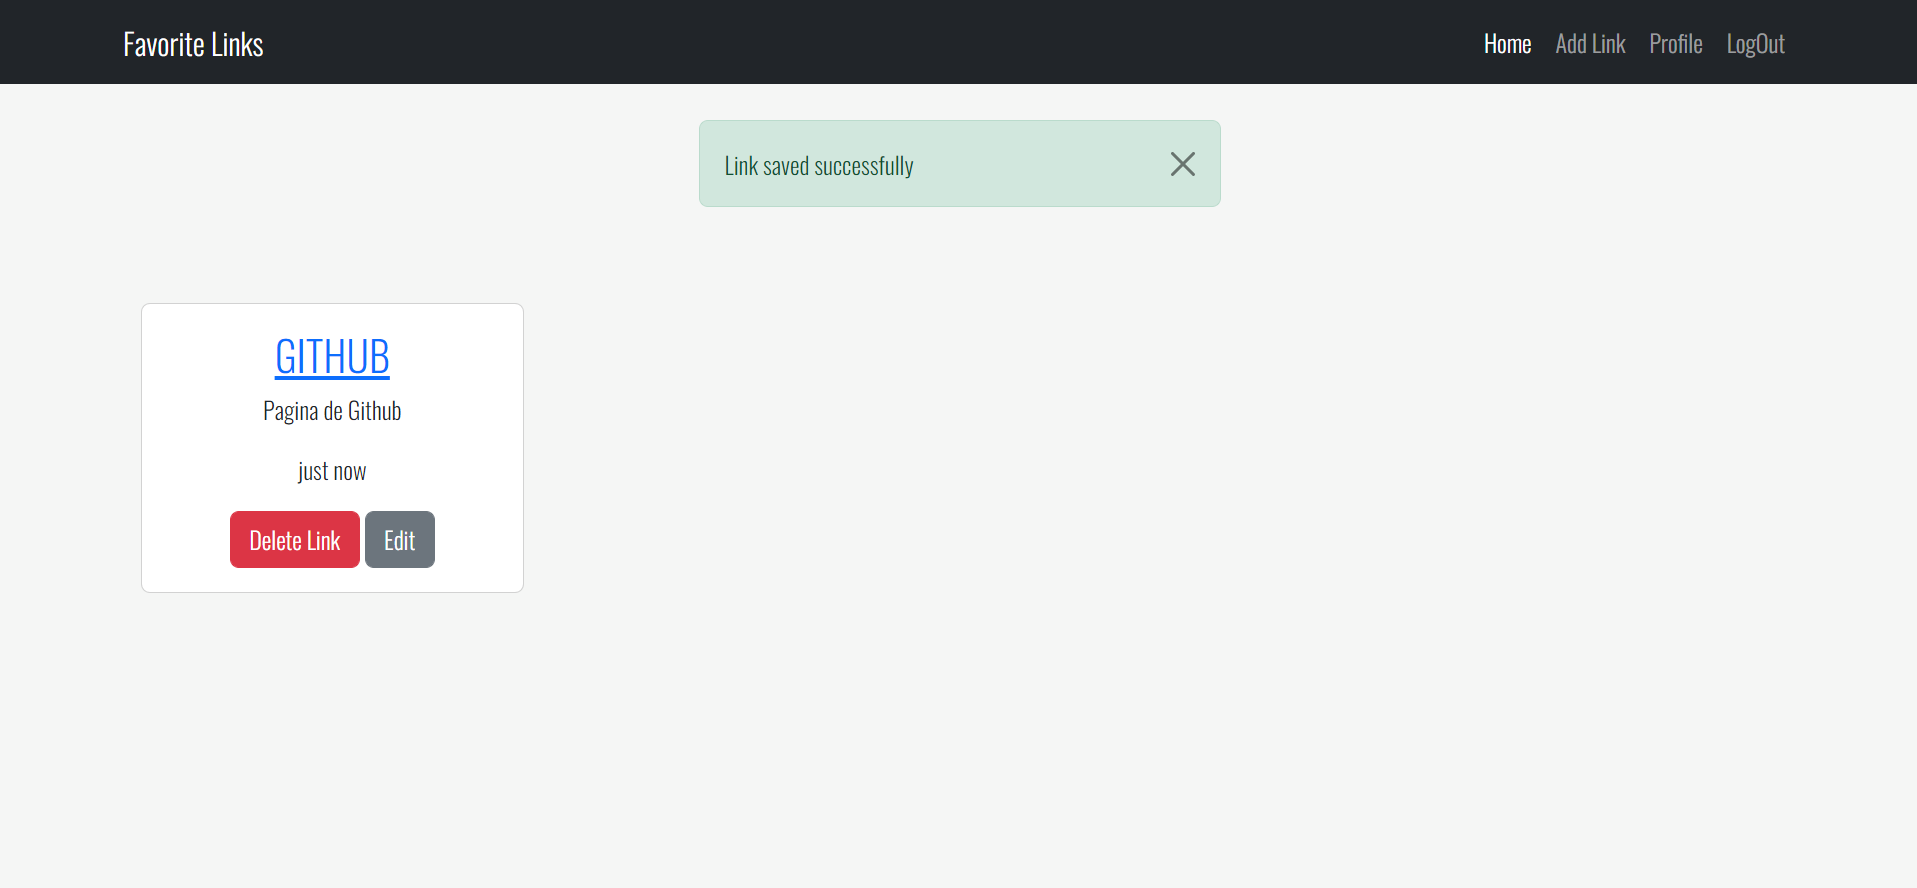 Favorite Links
Home Add Link Profile LogOut
Link saved successfully
GITHUB
Pagina de Github
just now
Delete Link Edit